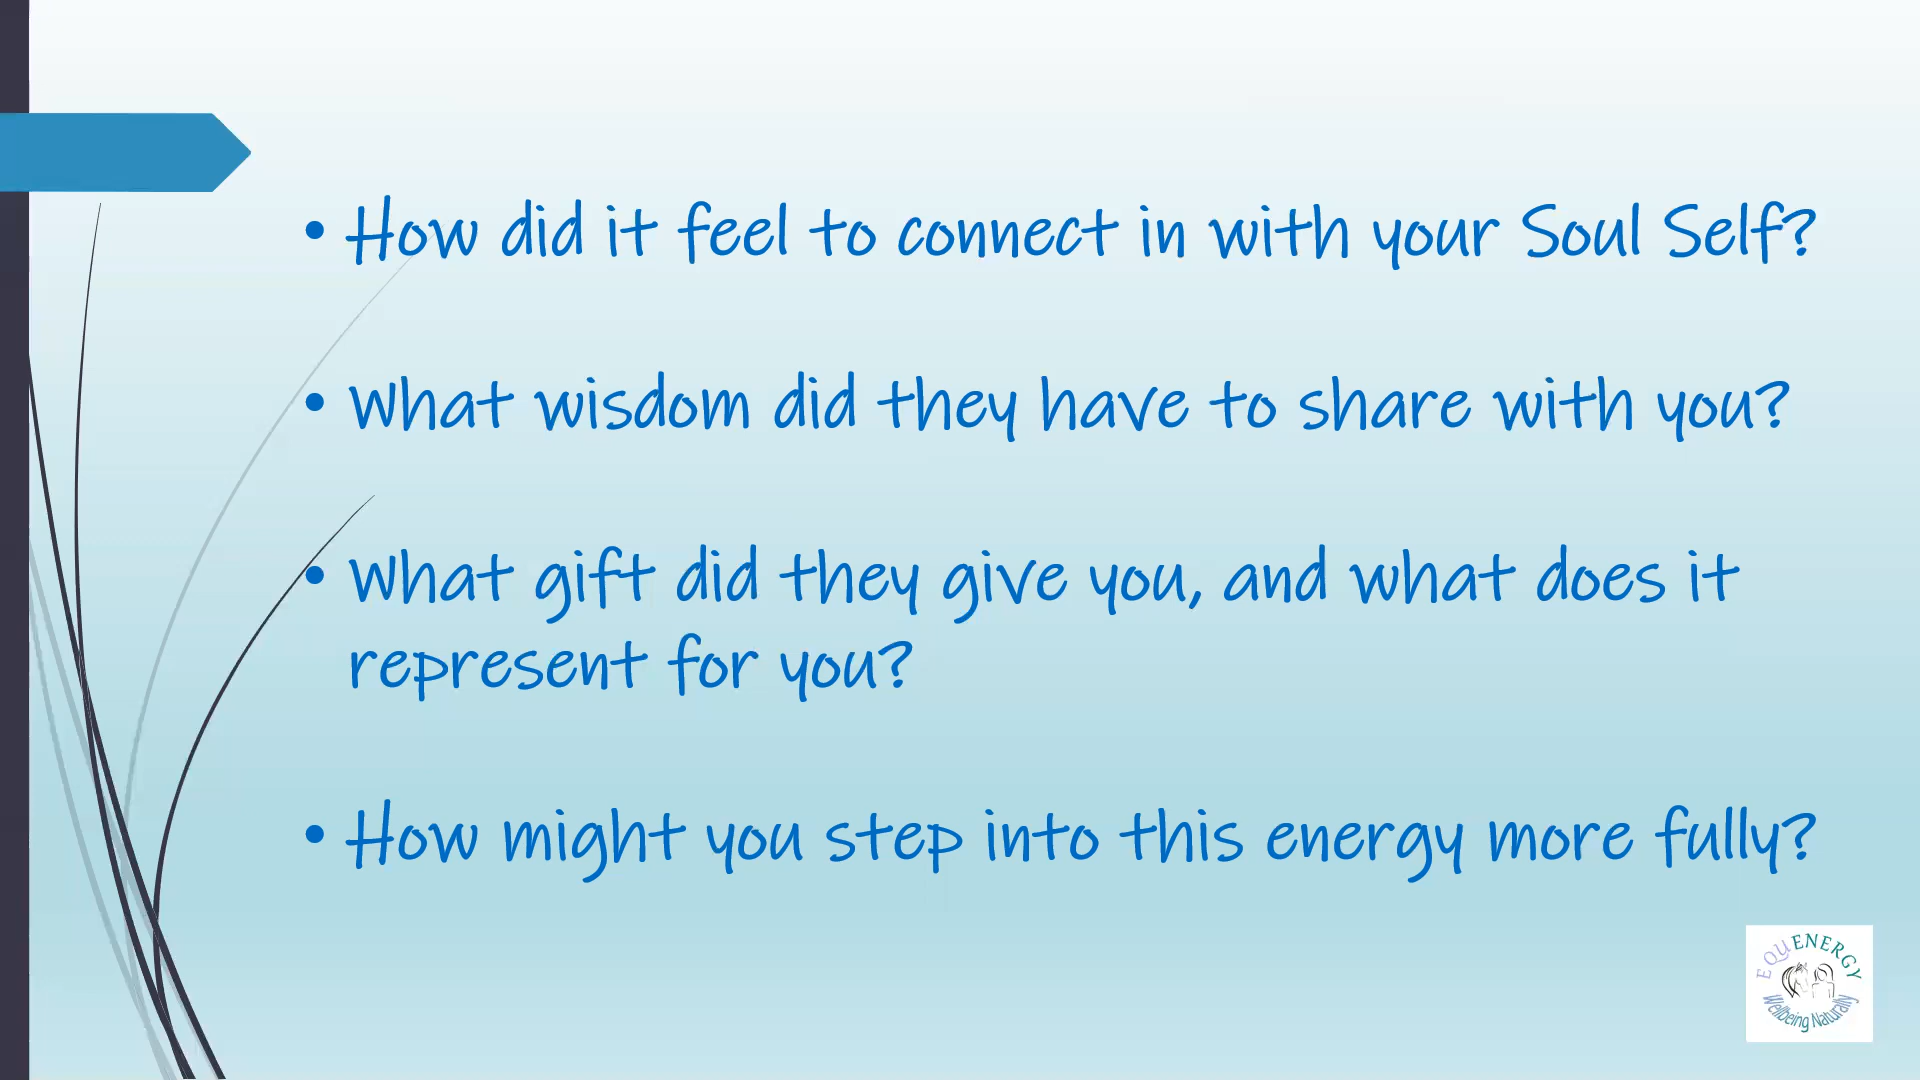 • How did it feel to connect in with your Soul Self?
• What wisdom did they have to share with you?
• What gift did they give you, and what does it
represent for you?
• How might you step into this energy more fully?
EQUENERGY
Wellbeing Naturally